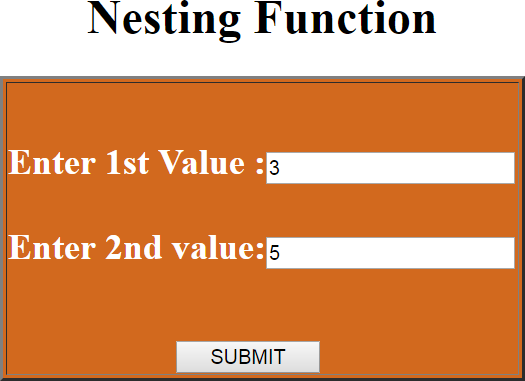 Nesting Function
Enter 1st Value :3
Enter 2nd value:5
SUBMIT